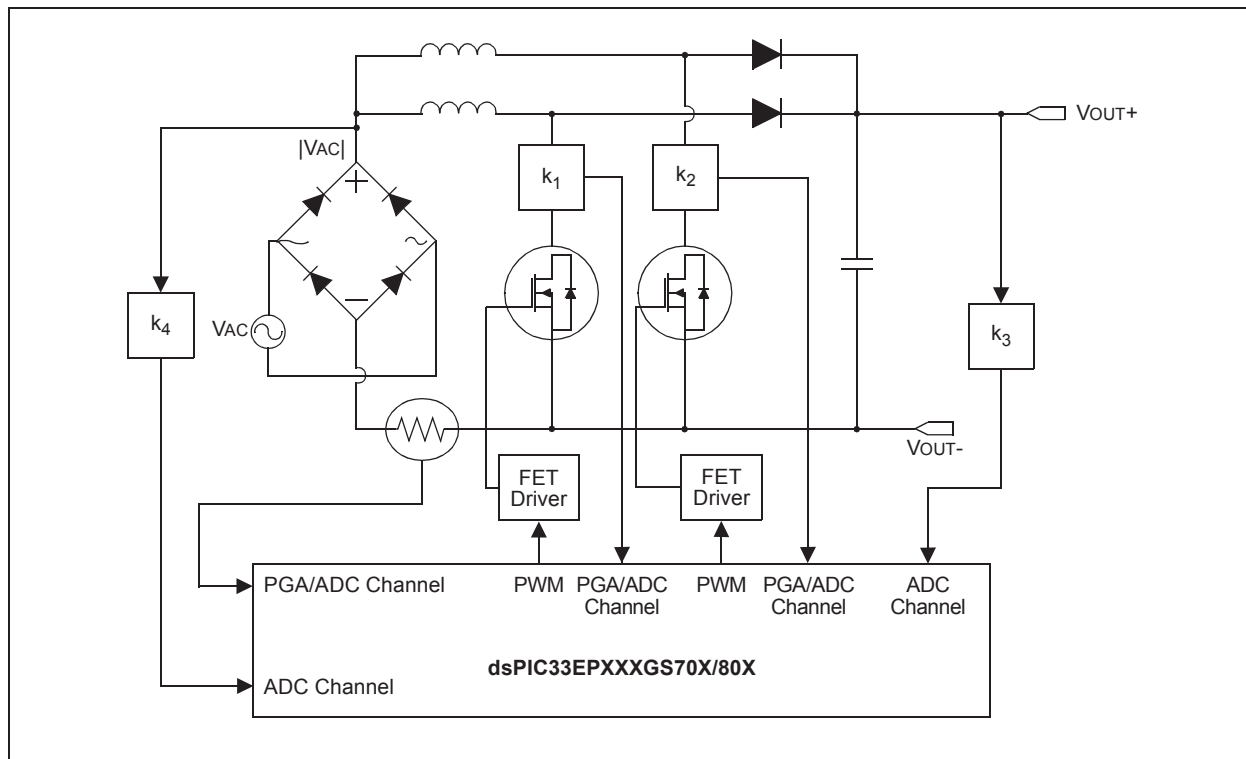 VOUT+
|VAC|
+
k1
k2
k4
VAC
k3
VOUT-
FET
Driver
FET
Driver
PGA/ADC Channel
PWM
PGA/ADC
Channel
PWM
PGA/ADC
Channel
ADC
Channel
dsPIC33EPXXXGS70X/80X
ADC Channel